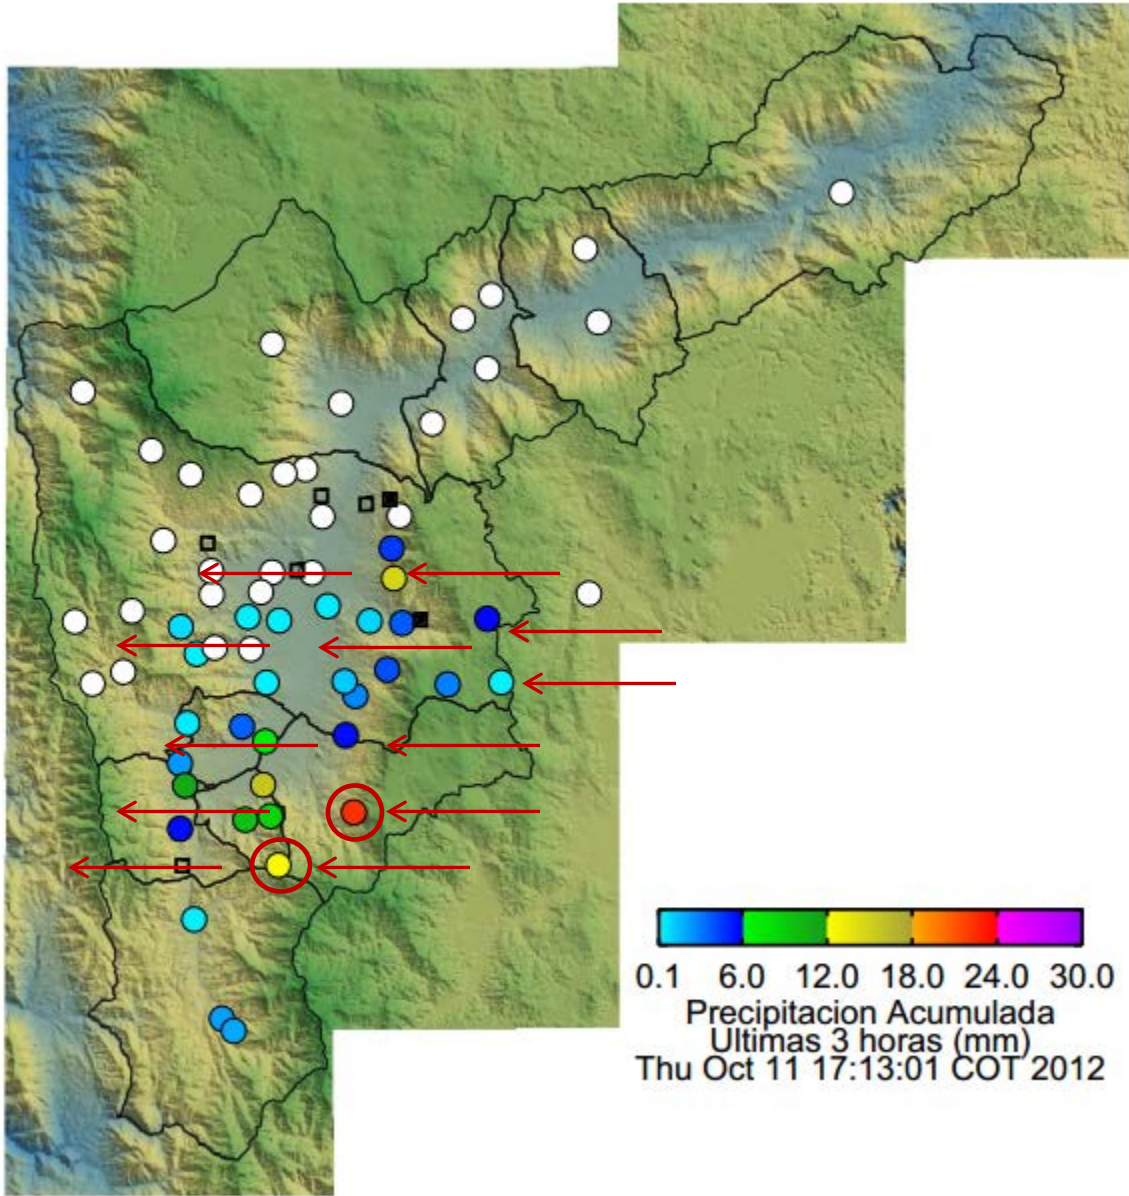 0.1 6.0 12.0 18.0 24.0 30.0
Precipitacion Acumulada
Ultimas 3 horas (mm)
Thu Oct 11 17:13:01 COT 2012